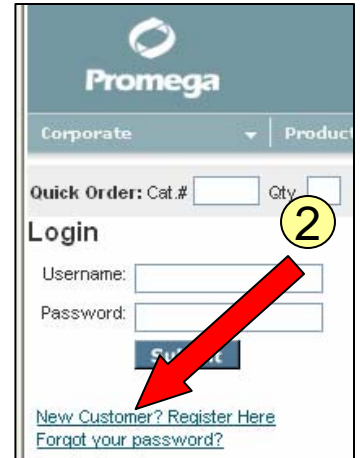 Promega
Corporate Product
Quick Order: Cat.# Qty
2
Login
Username:
Password:
New Customer? Register Here
Forgot your password?